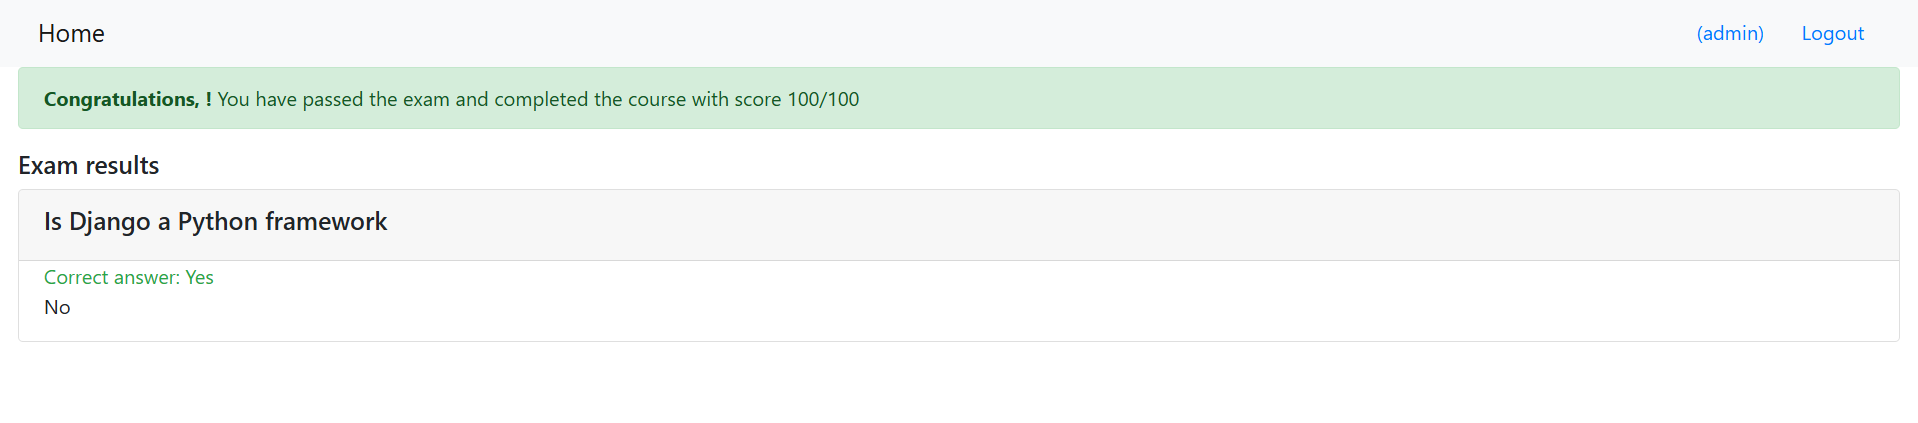 Home (admin) Logout
Congratulations, ! You have passed the exam and completed the course with score 100/100
Exam results
Is Django a Python framework
Correct answer: Yes
No